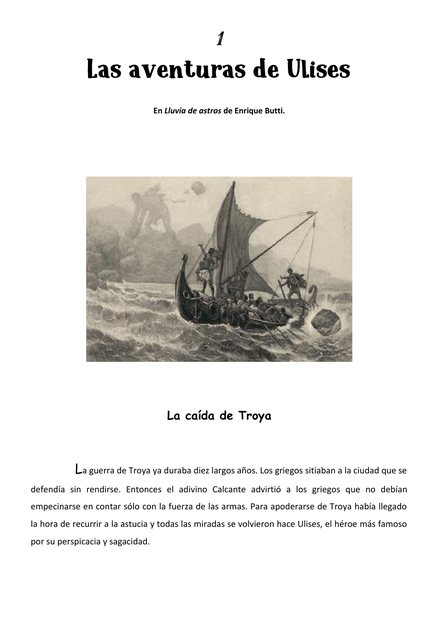 1
Las aventuras de Ulises
En Lluvia de astros de Enrique Butti.
La caída de Troya
La guerra de Troya ya duraba diez largos años. Los griegos sitiaban a la ciudad que se
defendía sin rendirse. Entonces el adivino Calcante advirtió a los griegos que no debían
empecinarse en contar sólo con la fuerza de las armas. Para apoderarse de Troya había llegado
la hora de recurrir a la astucia y todas las miradas se volvieron hace Ulises, el héroe más famoso
por su perspicacia y sagacidad.